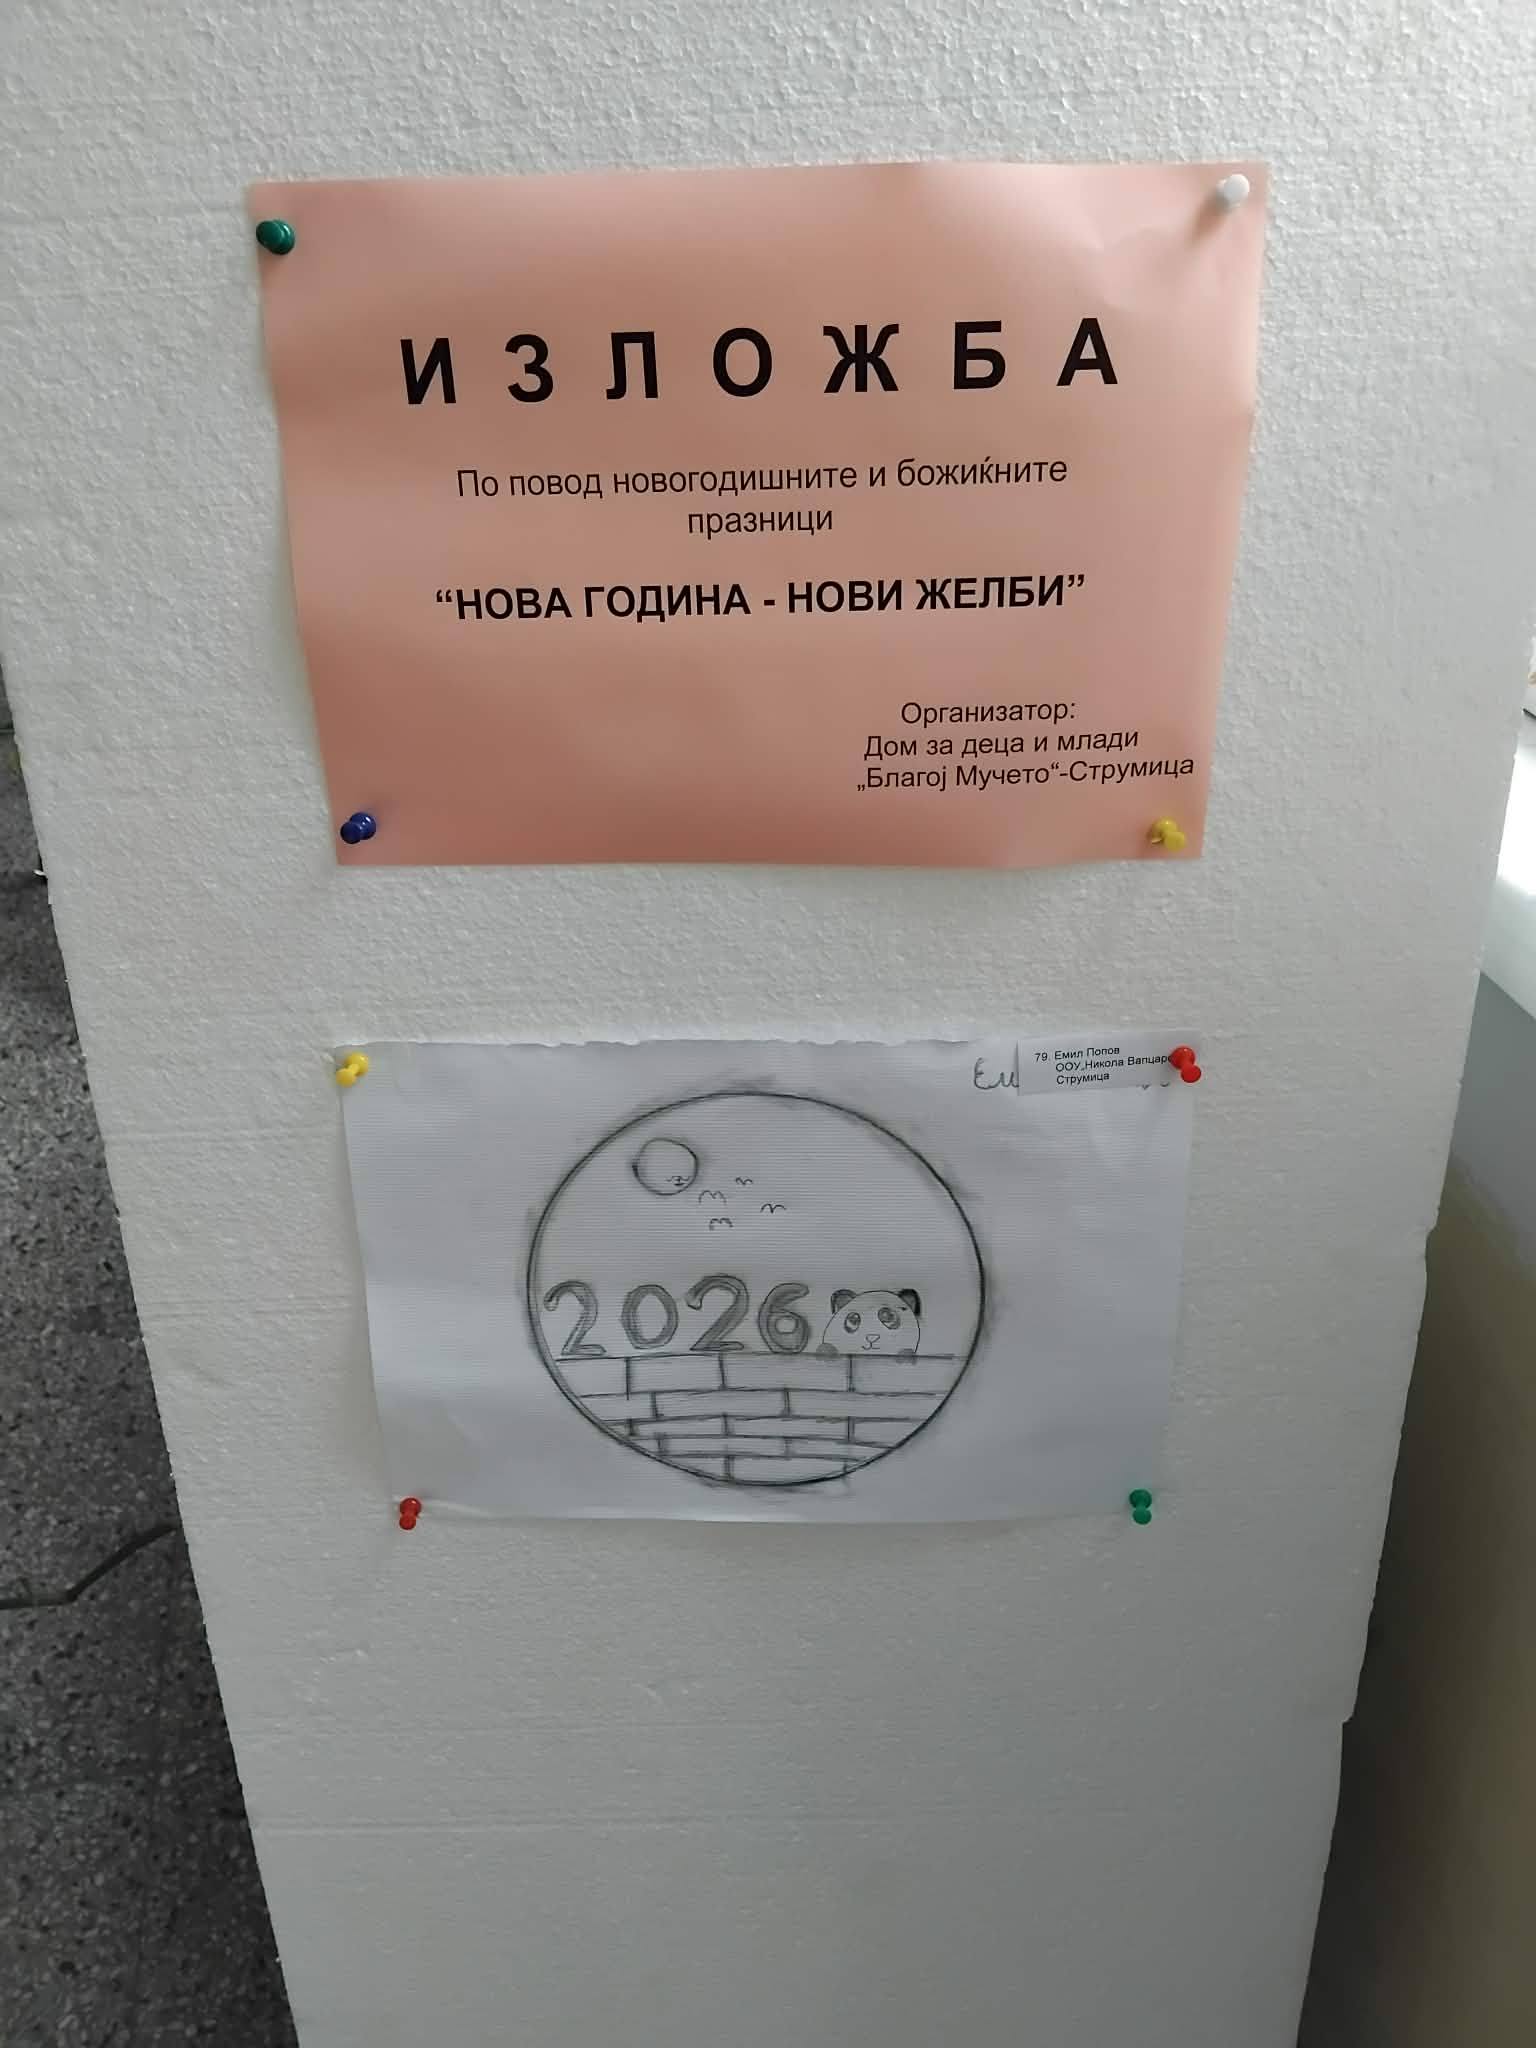 ИЗЛОЖБА
По повод новогодишните и божиќните
празници
“НОВА ГОДИНА - НОВИ ЖЕЛБИ”
Организатор:
Дом за деца и млади
„Благој Мучето“-Струмица
79. Емил Попов
ООУ„Никола
Струмица
2026